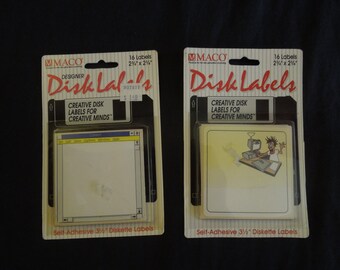 MACO
16 Labels
2¾" x 2¾"
DESIGNER
Disk Labels
CREATIVE DISK
LABELS FOR
CREATIVE MINDS™
Self-Adhesive 3½" Diskette Labels
MACO
16 Labels
2¾" x 2¾"
Disk Labels
CREATIVE DISK
LABELS FOR
CREATIVE MINDS™
Self-Adhesive 3½" Diskette Labels